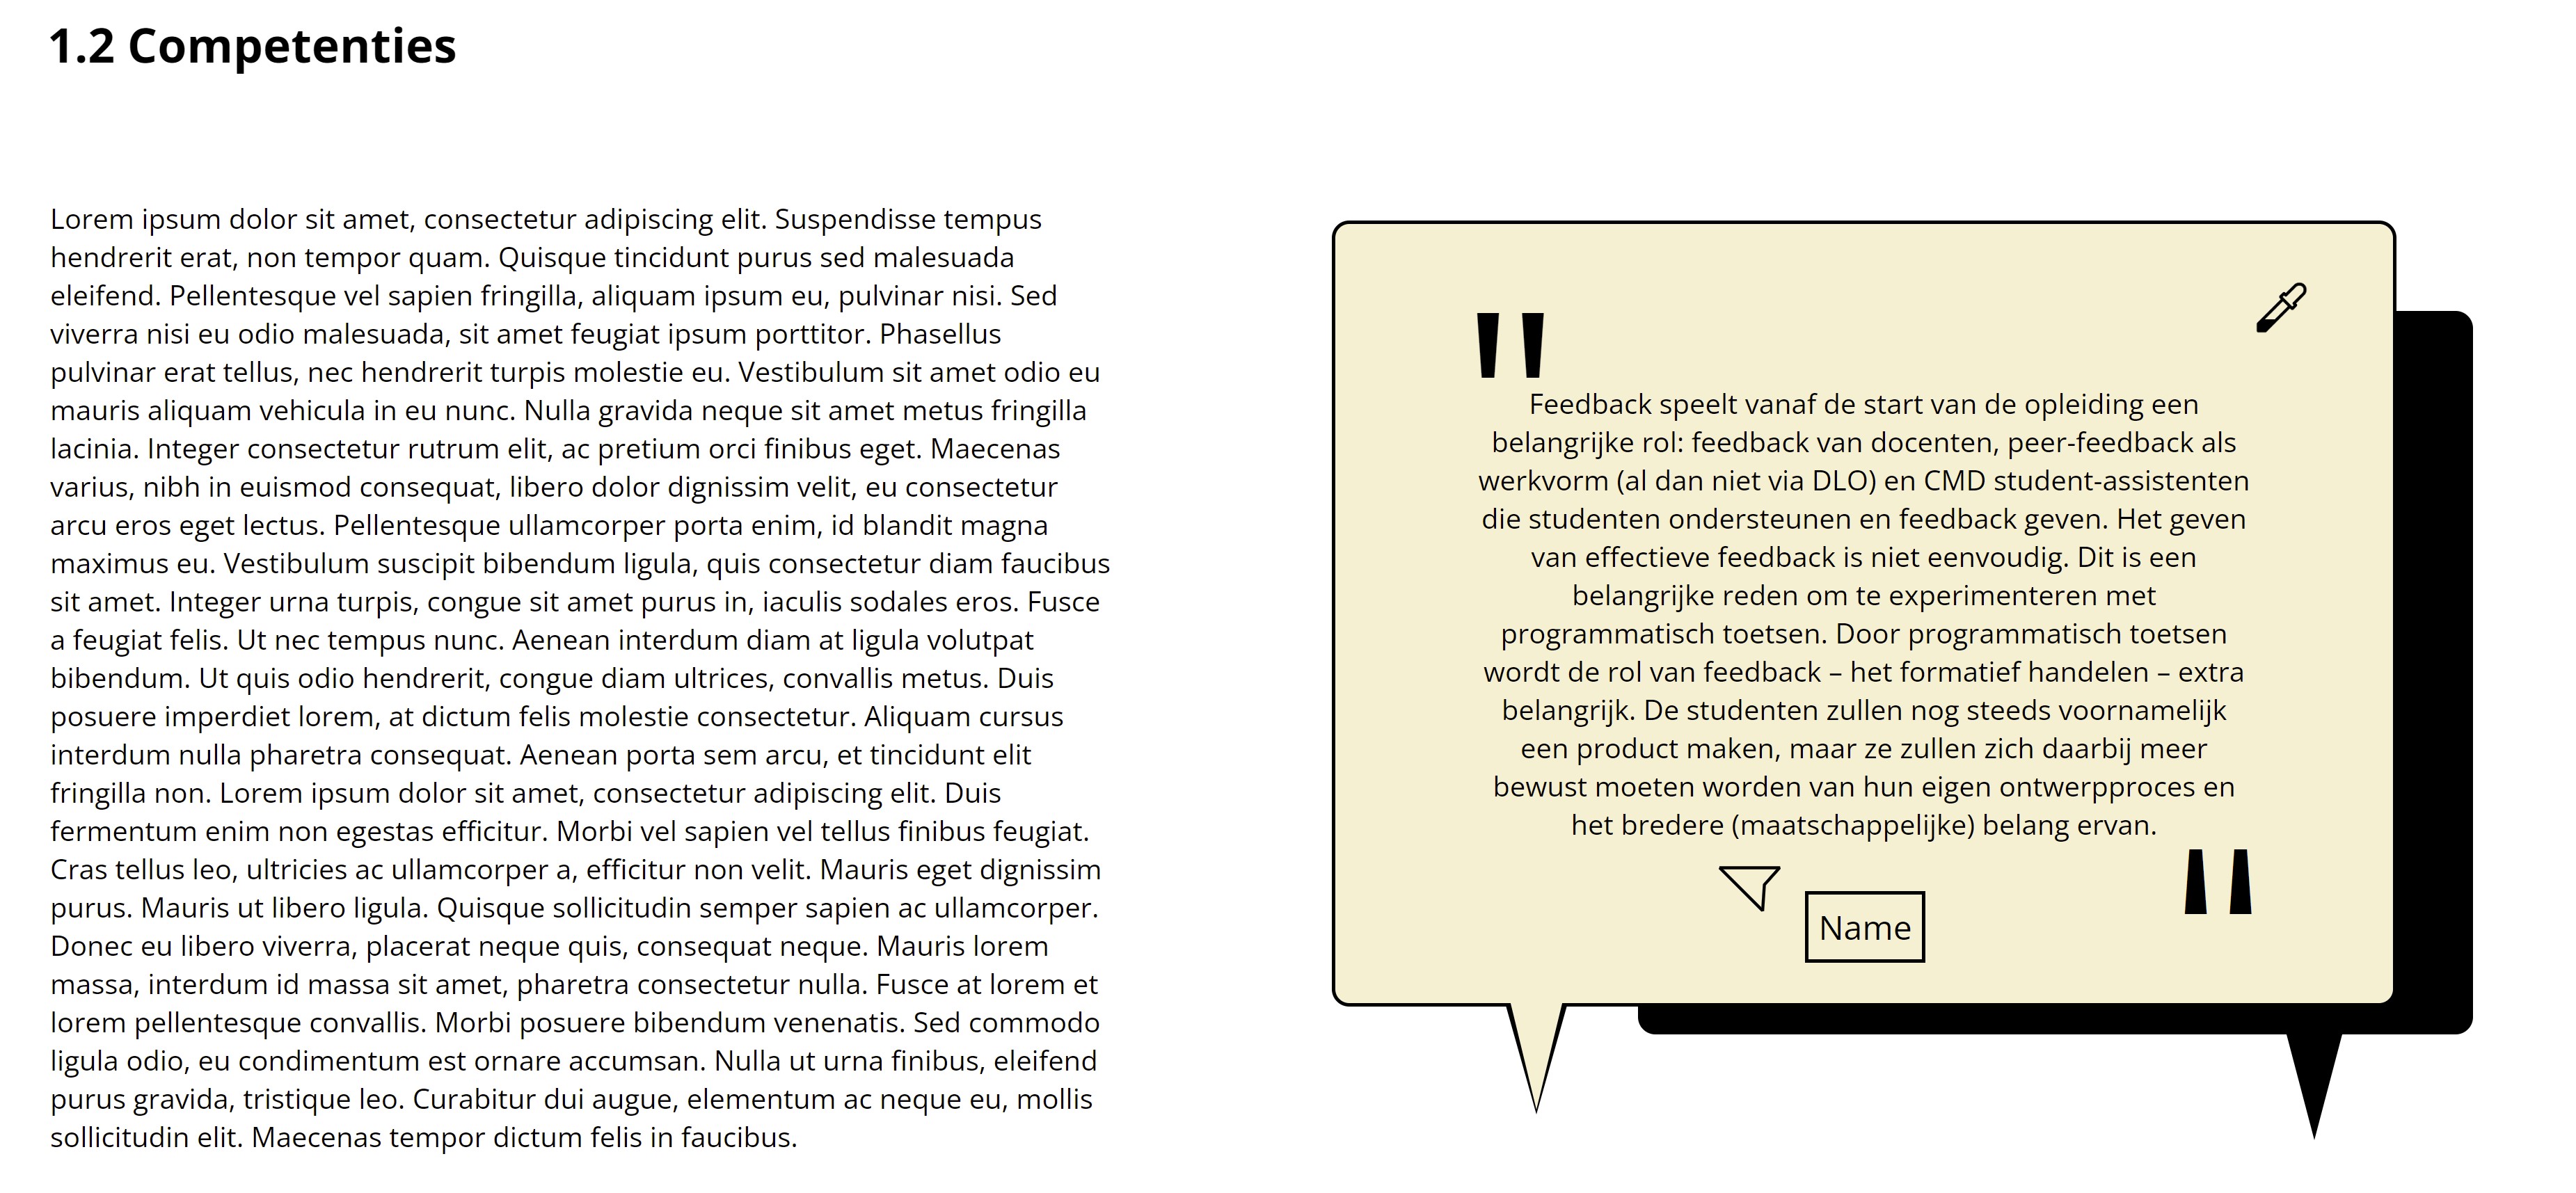 1.2 Competenties
Lorem ipsum dolor sit amet, consectetur adipiscing elit. Suspendisse tempus
hendrerit erat, non tempor quam. Quisque tincidunt purus sed malesuada
eleifend. Pellentesque vel sapien fringilla, aliquam ipsum eu, pulvinar nisi. Sed
viverra nisi eu odio malesuada, sit amet feugiat ipsum porttitor. Phasellus
pulvinar erat tellus, nec hendrerit turpis molestie eu. Vestibulum sit amet odio eu
mauris aliquam vehicula in eu nunc. Nulla gravida neque sit amet metus fringilla
lacinia. Integer consectetur rutrum elit, ac pretium orci finibus eget. Maecenas
varius, nibh in euismod consequat, libero dolor dignissim velit, eu consectetur
arcu eros eget lectus. Pellentesque ullamcorper porta enim, id blandit magna
maximus eu. Vestibulum suscipit bibendum ligula, quis consectetur diam faucibus
sit amet. Integer urna turpis, congue sit amet purus in, iaculis sodales eros. Fusce
a feugiat felis. Ut nec tempus nunc. Aenean interdum diam at ligula volutpat
bibendum. Ut quis odio hendrerit, congue diam ultrices, convallis metus. Duis
posuere imperdiet lorem, at dictum felis molestie consectetur. Aliquam cursus
interdum nulla pharetra consequat. Aenean porta sem arcu, et tincidunt elit
fringilla non. Lorem ipsum dolor sit amet, consectetur adipiscing elit. Duis
fermentum enim non egestas efficitur. Morbi vel sapien vel tellus finibus feugiat.
Cras tellus leo, ultricies ac ullamcorper a, efficitur non velit. Mauris eget dignissim
purus. Mauris ut libero ligula. Quisque sollicitudin semper sapien ac ullamcorper.
Donec eu libero viverra, placerat neque quis, consequat neque. Mauris lorem
massa, interdum id massa sit amet, pharetra consectetur nulla. Fusce at lorem et
lorem pellentesque convallis. Morbi posuere bibendum venenatis. Sed commodo
ligula odio, eu condimentum est ornare accumsan. Nulla ut urna finibus, eleifend
purus gravida, tristique leo. Curabitur dui augue, elementum ac neque eu, mollis
sollicitudin elit. Maecenas tempor dictum felis in faucibus.
"
Feedback speelt vanaf de start van de opleiding een
belangrijke rol: feedback van docenten, peer-feedback als
werkvorm (al dan niet via DLO) en CMD student-assistenten
die studenten ondersteunen en feedback geven. Het geven
van effectieve feedback is niet eenvoudig. Dit is een
belangrijke reden om te experimenteren met
programmatisch toetsen. Door programmatisch toetsen
wordt de rol van feedback – het formatief handelen – extra
belangrijk. De studenten zullen nog steeds voornamelijk
een product maken, maar ze zullen zich daarbij meer
bewust moeten worden van hun eigen ontwerpproces en
het bredere (maatschappelijke) belang ervan.
"
Name